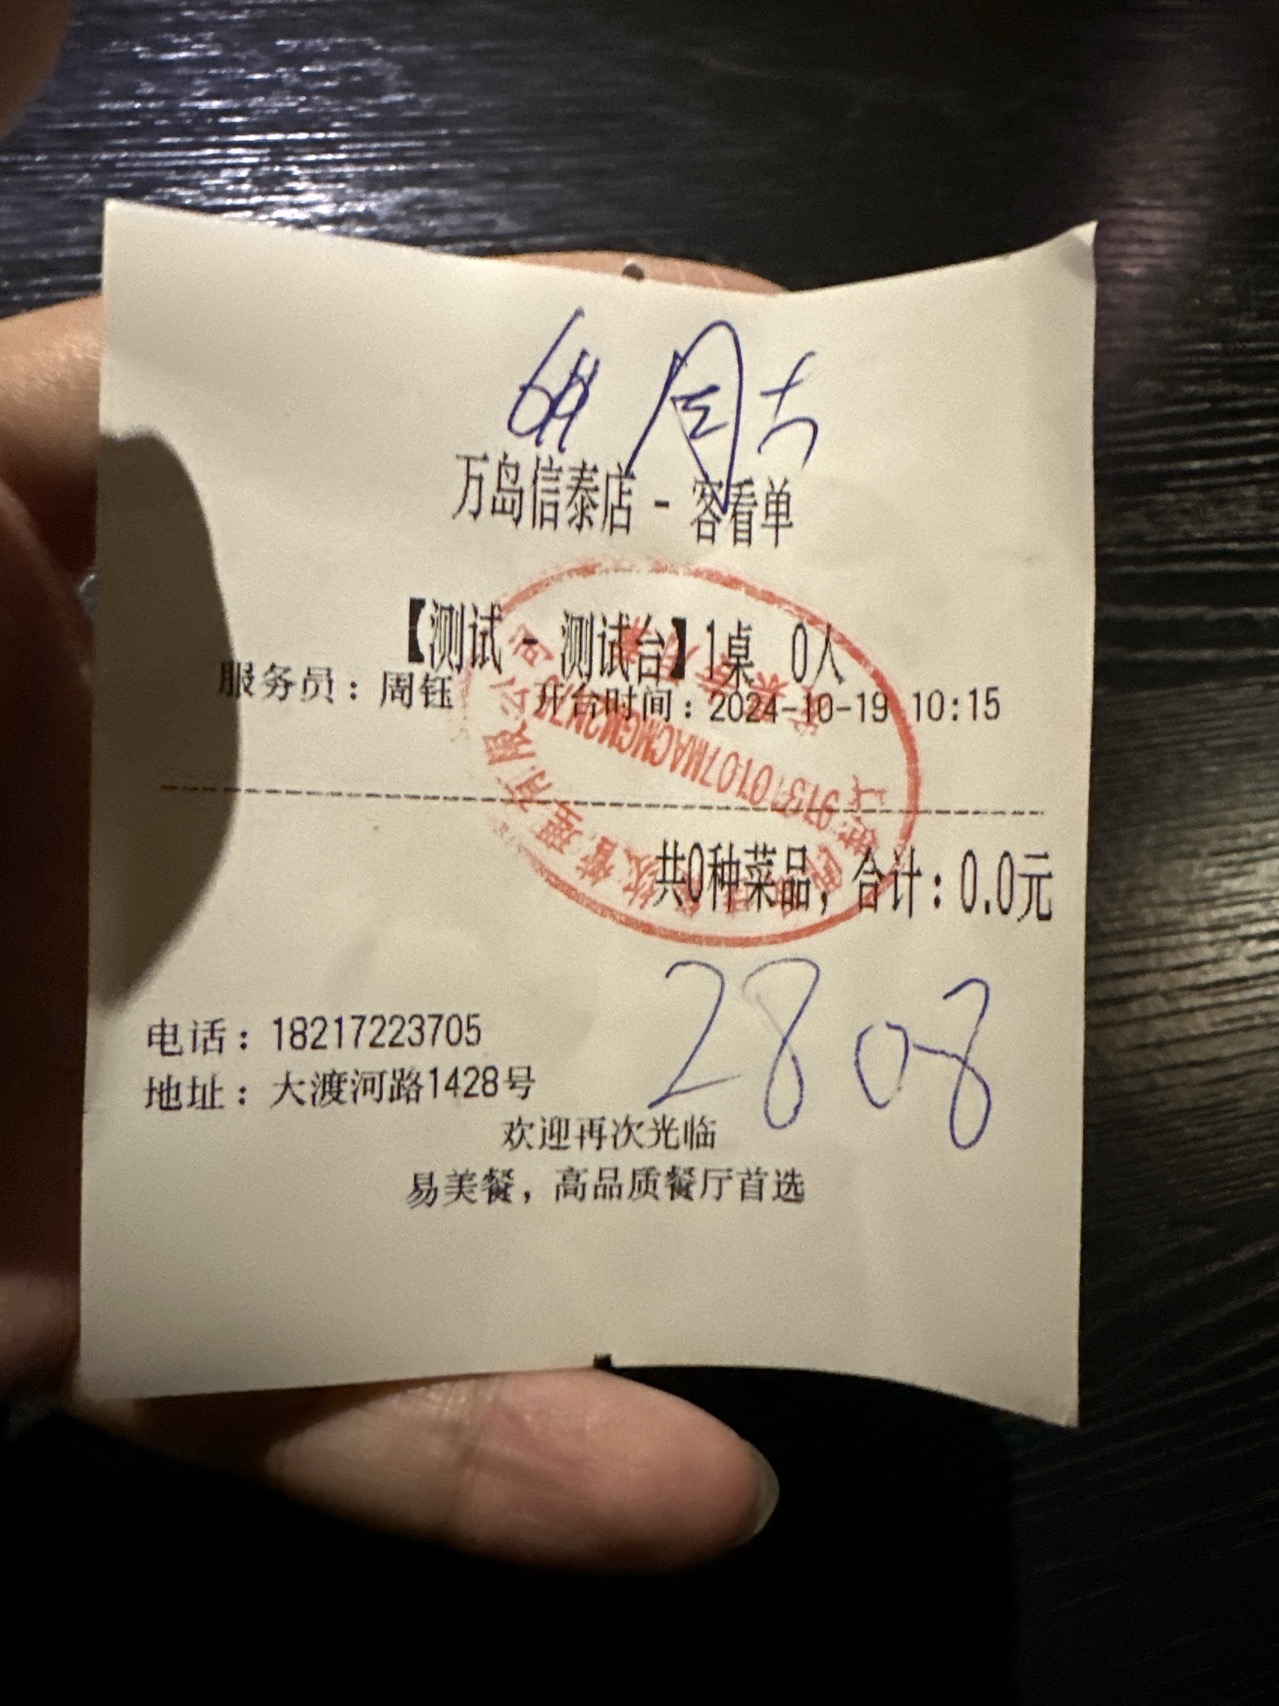 周六
万岛信泰店 - 客看单
【测试 - 测试台】1桌 0人
服务员：周钰 开台时间：2024-10-19 10:15
共0种菜品，合计：0.0元
2808
电话：18217223705
地址：大渡河路1428号
欢迎再次光临
易美餐，高品质餐厅首选